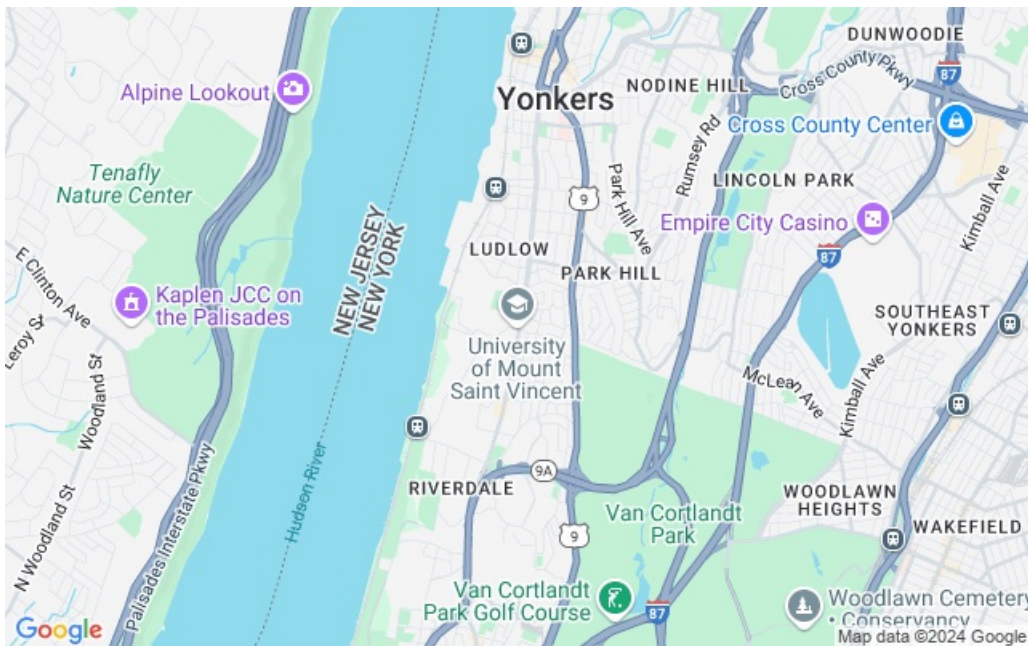 DUNWOODIE
87
Cross County Pkwy
NODINE HILL
Alpine Lookout
Yonkers
Cross County Center
Rumsey Rd
Tenafly
Nature Center
Park Hill Ave
LINCOLN PARK
9
Kimball Ave
Empire City Casino
NEW JERSEY
NEW YORK
LUDLOW
87
PARK HILL
E Clinton Ave
Kaplen JCC on
the Palisades
SOUTHEAST
YONKERS
Leroy St
University
of Mount
Saint Vincent
McLean Ave
Kimball Ave
Woodland St
Palisades Interstate Pkwy
Hudson River
9A
RIVERDALE
WOODLAWN
HEIGHTS
Van Cortlandt
Park
WAKEFIELD
N Woodland St
9
Van Cortlandt
Park Golf Course
87
Woodlawn Cemetery
• Conservancy
Google
Map data ©2024 Google